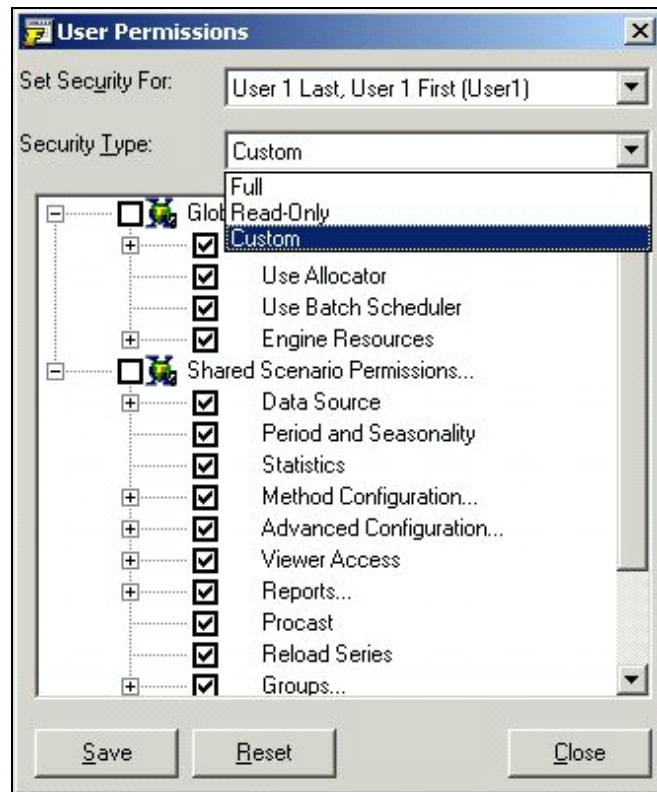 User Permissions
Set Security For: User 1 Last, User 1 First (User1)
Security Type: Custom
Full
Read-Only
Custom
Glob
Use Allocator
Use Batch Scheduler
Engine Resources
Shared Scenario Permissions...
Data Source
Period and Seasonality
Statistics
Method Configuration...
Advanced Configuration...
Viewer Access
Reports...
Procast
Reload Series
Groups...
Save Reset Close